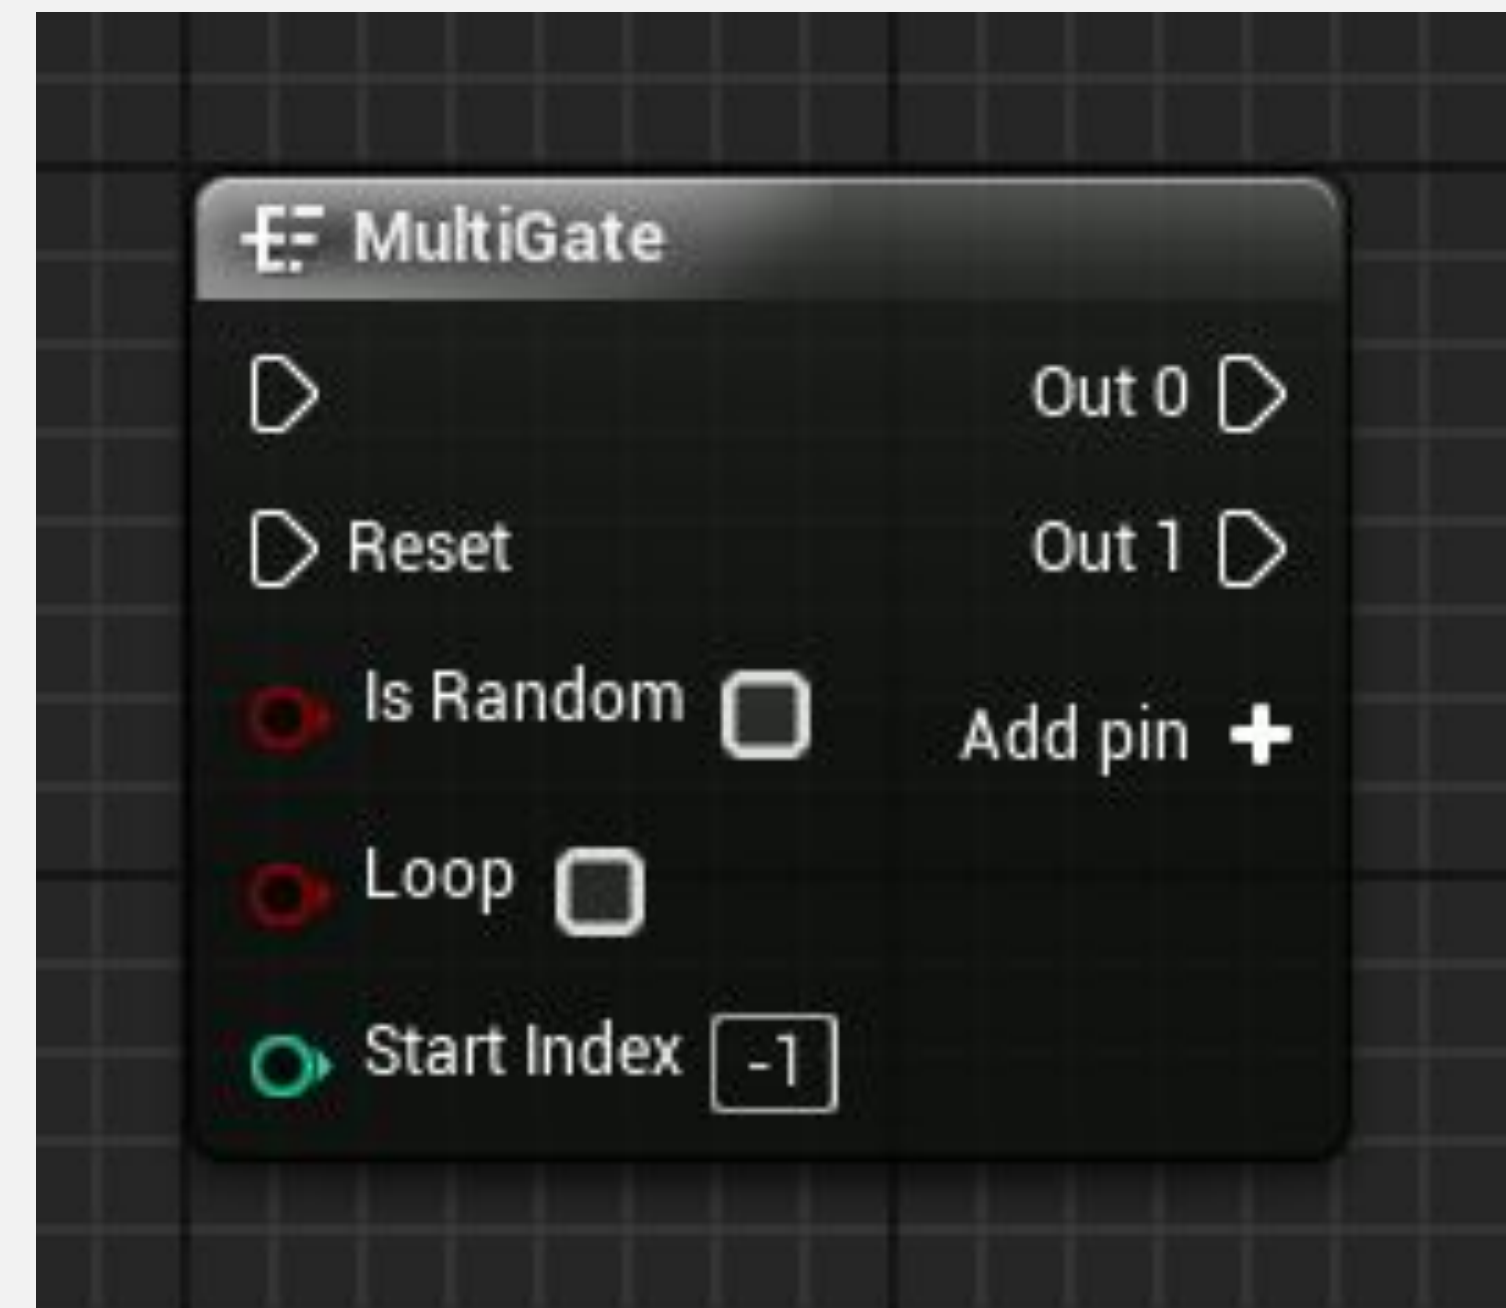 MultiGate
Out 0
Reset
Out 1
Is Random
Add pin
Loop
Start Index -1